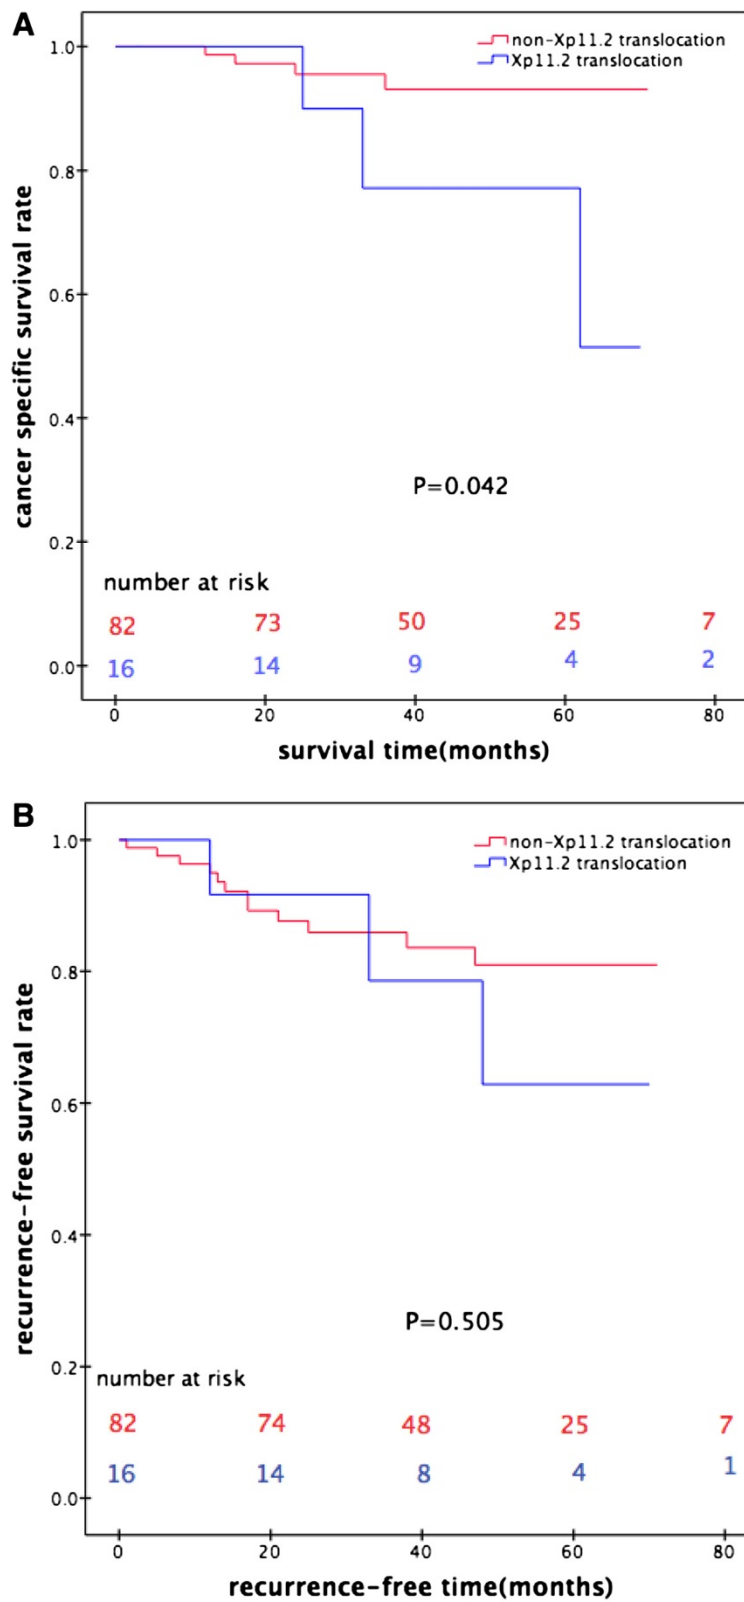 A
1.0
non-Xp11.2 translocation
Xp11.2 translocation
0.8
0.6
0.4
0.2
0.0
cancer specific survival rate
P=0.042
number at risk
82 73 50 25 7
16 14 9 4 2
0 20 40 60 80
survival time(months)
B
1.0
non-Xp11.2 translocation
Xp11.2 translocation
0.8
0.6
0.4
0.2
0.0
recurrence-free survival rate
P=0.505
number at risk
82 74 48 25 7
16 14 8 4 1
0 20 40 60 80
recurrence-free time(months)